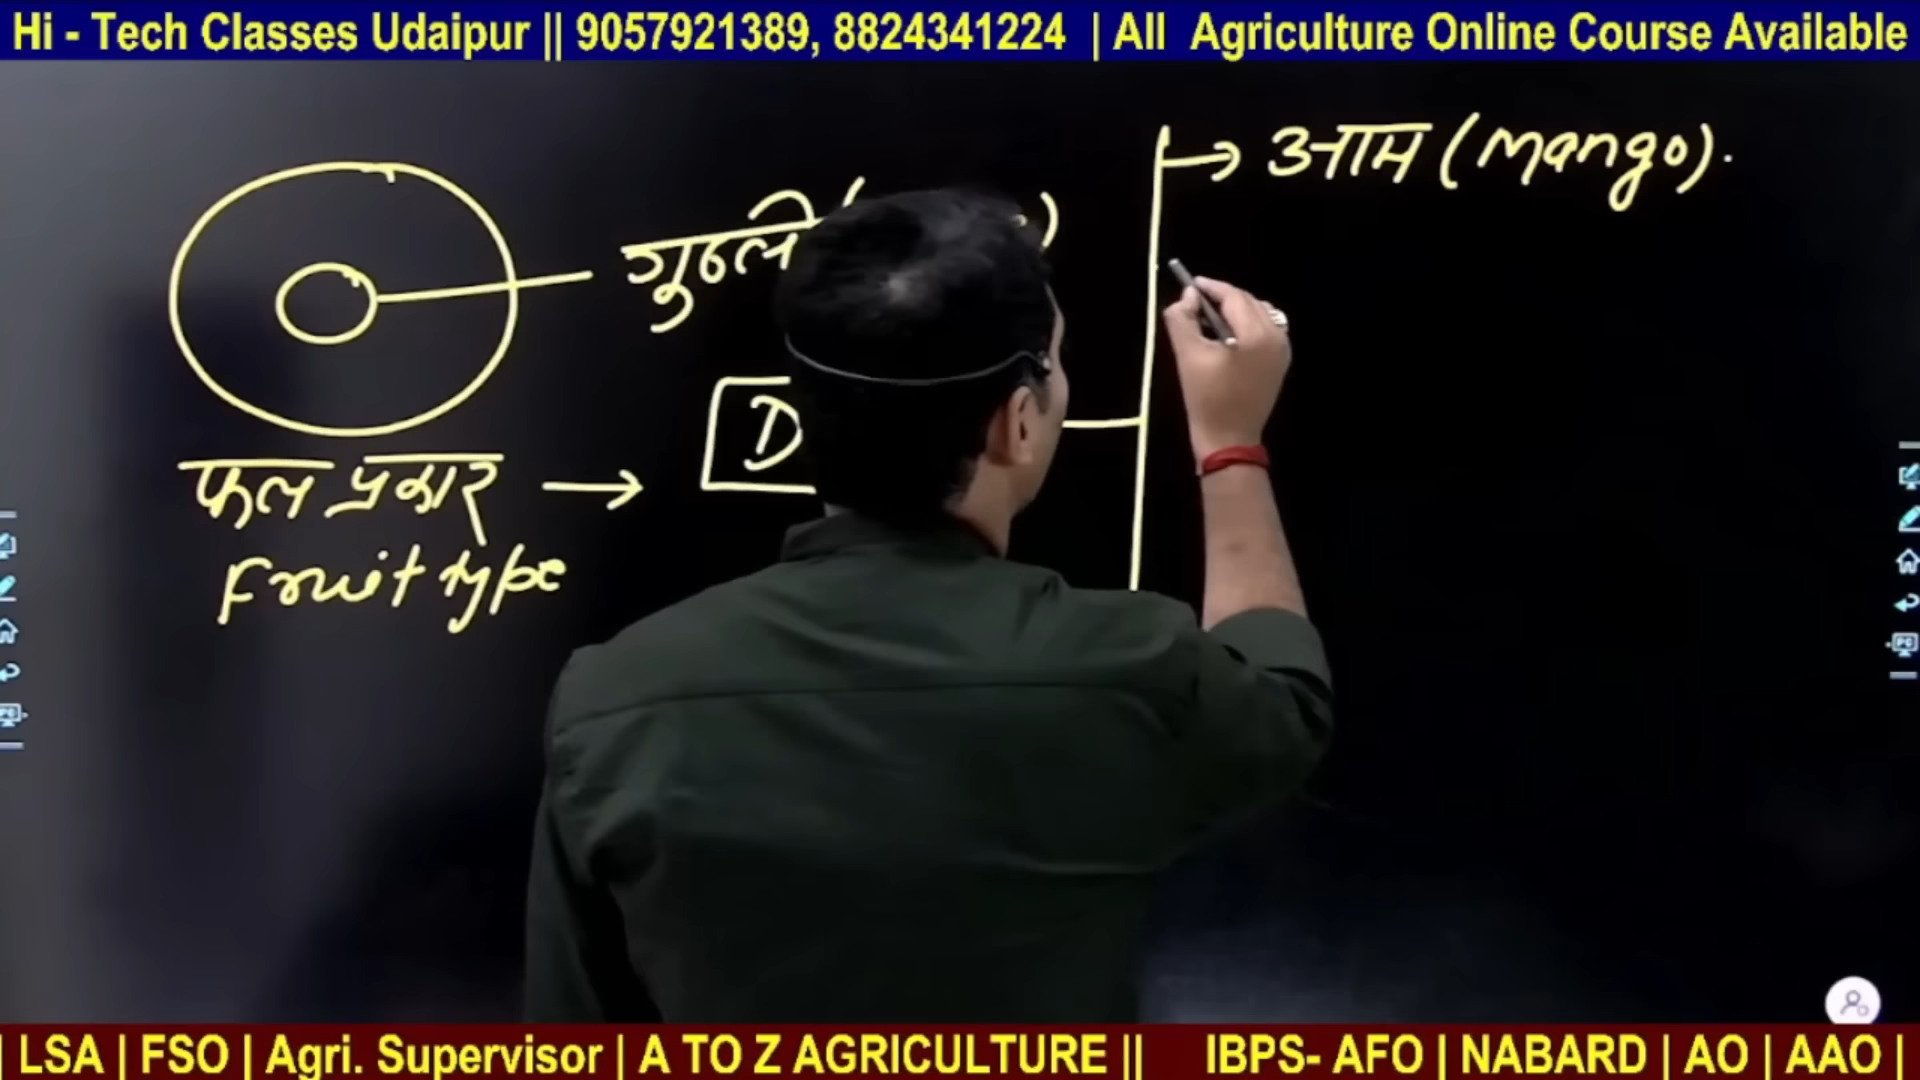 Hi - Tech Classes Udaipur || 9057921389, 8824341224 | All Agriculture Online Course Available
आम (Mango).
गुठली (
D
फल प्रकार →
Fruit type
| LSA | FSO | Agri. Supervisor | A TO Z AGRICULTURE || IBPS- AFO | NABARD | AO | AAO |